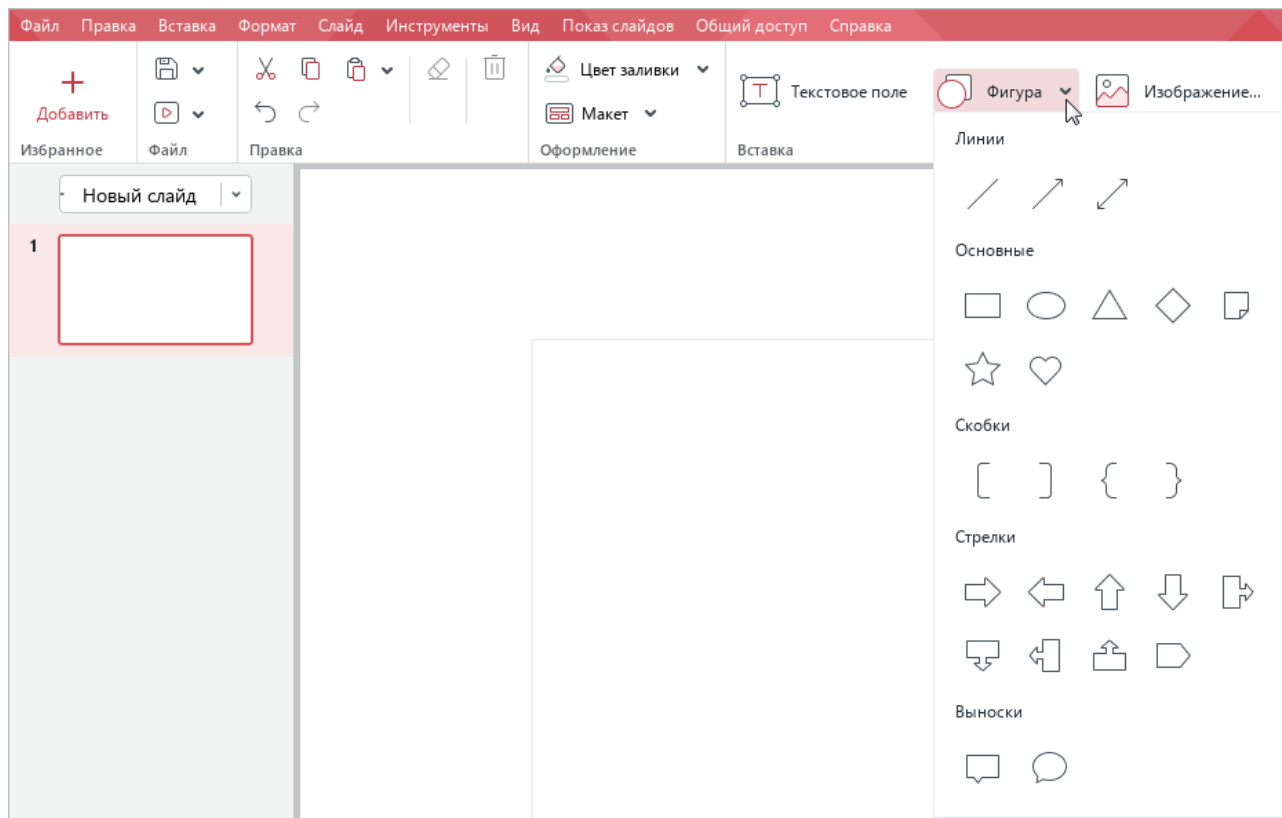 Файл Правка Вставка Формат Слайд Инструменты Вид Показ слайдов Общий доступ Справка
Добавить
Цвет заливки
Макет
Текстовое поле
Фигура
Изображение...
Избранное Файл Правка Оформление Вставка
Новый слайд
1
Линии
Основные
Скобки
Стрелки
Выноски